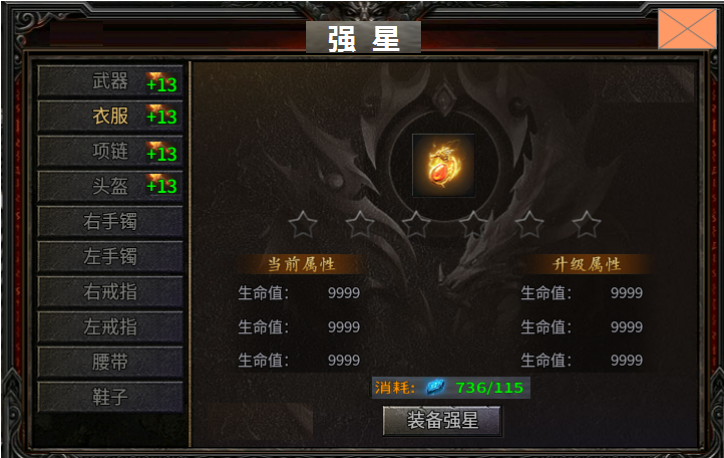 强 星
武器 +13
衣服 +13
项链 +13
头盔 +13
右手镯
左手镯
右戒指
左戒指
腰带
鞋子
当前属性
生命值: 9999
生命值: 9999
生命值: 9999
升级属性
生命值: 9999
生命值: 9999
生命值: 9999
消耗: 736/115
装备强星